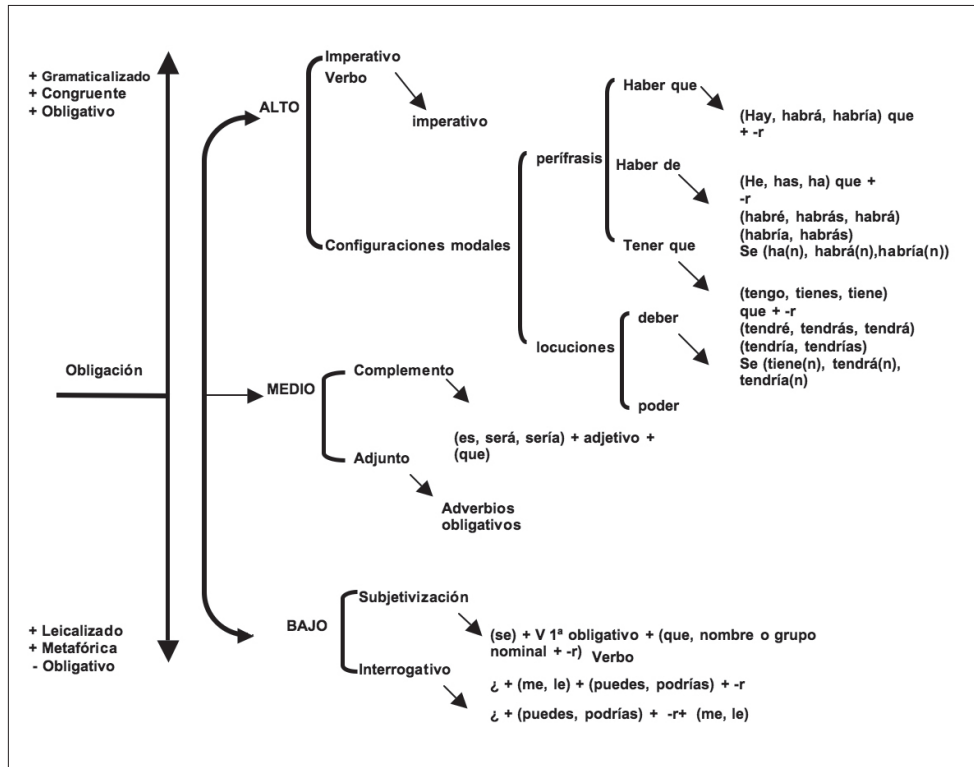 + Gramaticalizado
+ Congruente
+ Obligativo
Obligación
+ Leicalizado
+ Metafórica
- Obligativo
ALTO
Imperativo
Verbo
imperativo
Configuraciones modales
perífrasis
Haber que
(Hay, habrá, habría) que
+ -r
Haber de
(He, has, ha) que +
-r
(habré, habrás, habrá)
(habría, habrás)
Se (ha(n), habrá(n),habría(n))
Tener que
(tengo, tienes, tiene)
que + -r
(tendré, tendrás, tendrá)
(tendría, tendrías)
Se (tiene(n), tendrá(n),
tendría(n)
locuciones
deber
poder
MEDIO
Complemento
(es, será, sería) + adjetivo +
(que)
Adjunto
Adverbios
obligativos
BAJO
Subjetivización
(se) + V 1ª obligativo + (que, nombre o grupo
nominal + -r) Verbo
Interrogativo
¿ + (me, le) + (puedes, podrías) + -r
¿ + (puedes, podrías) + -r+ (me, le)